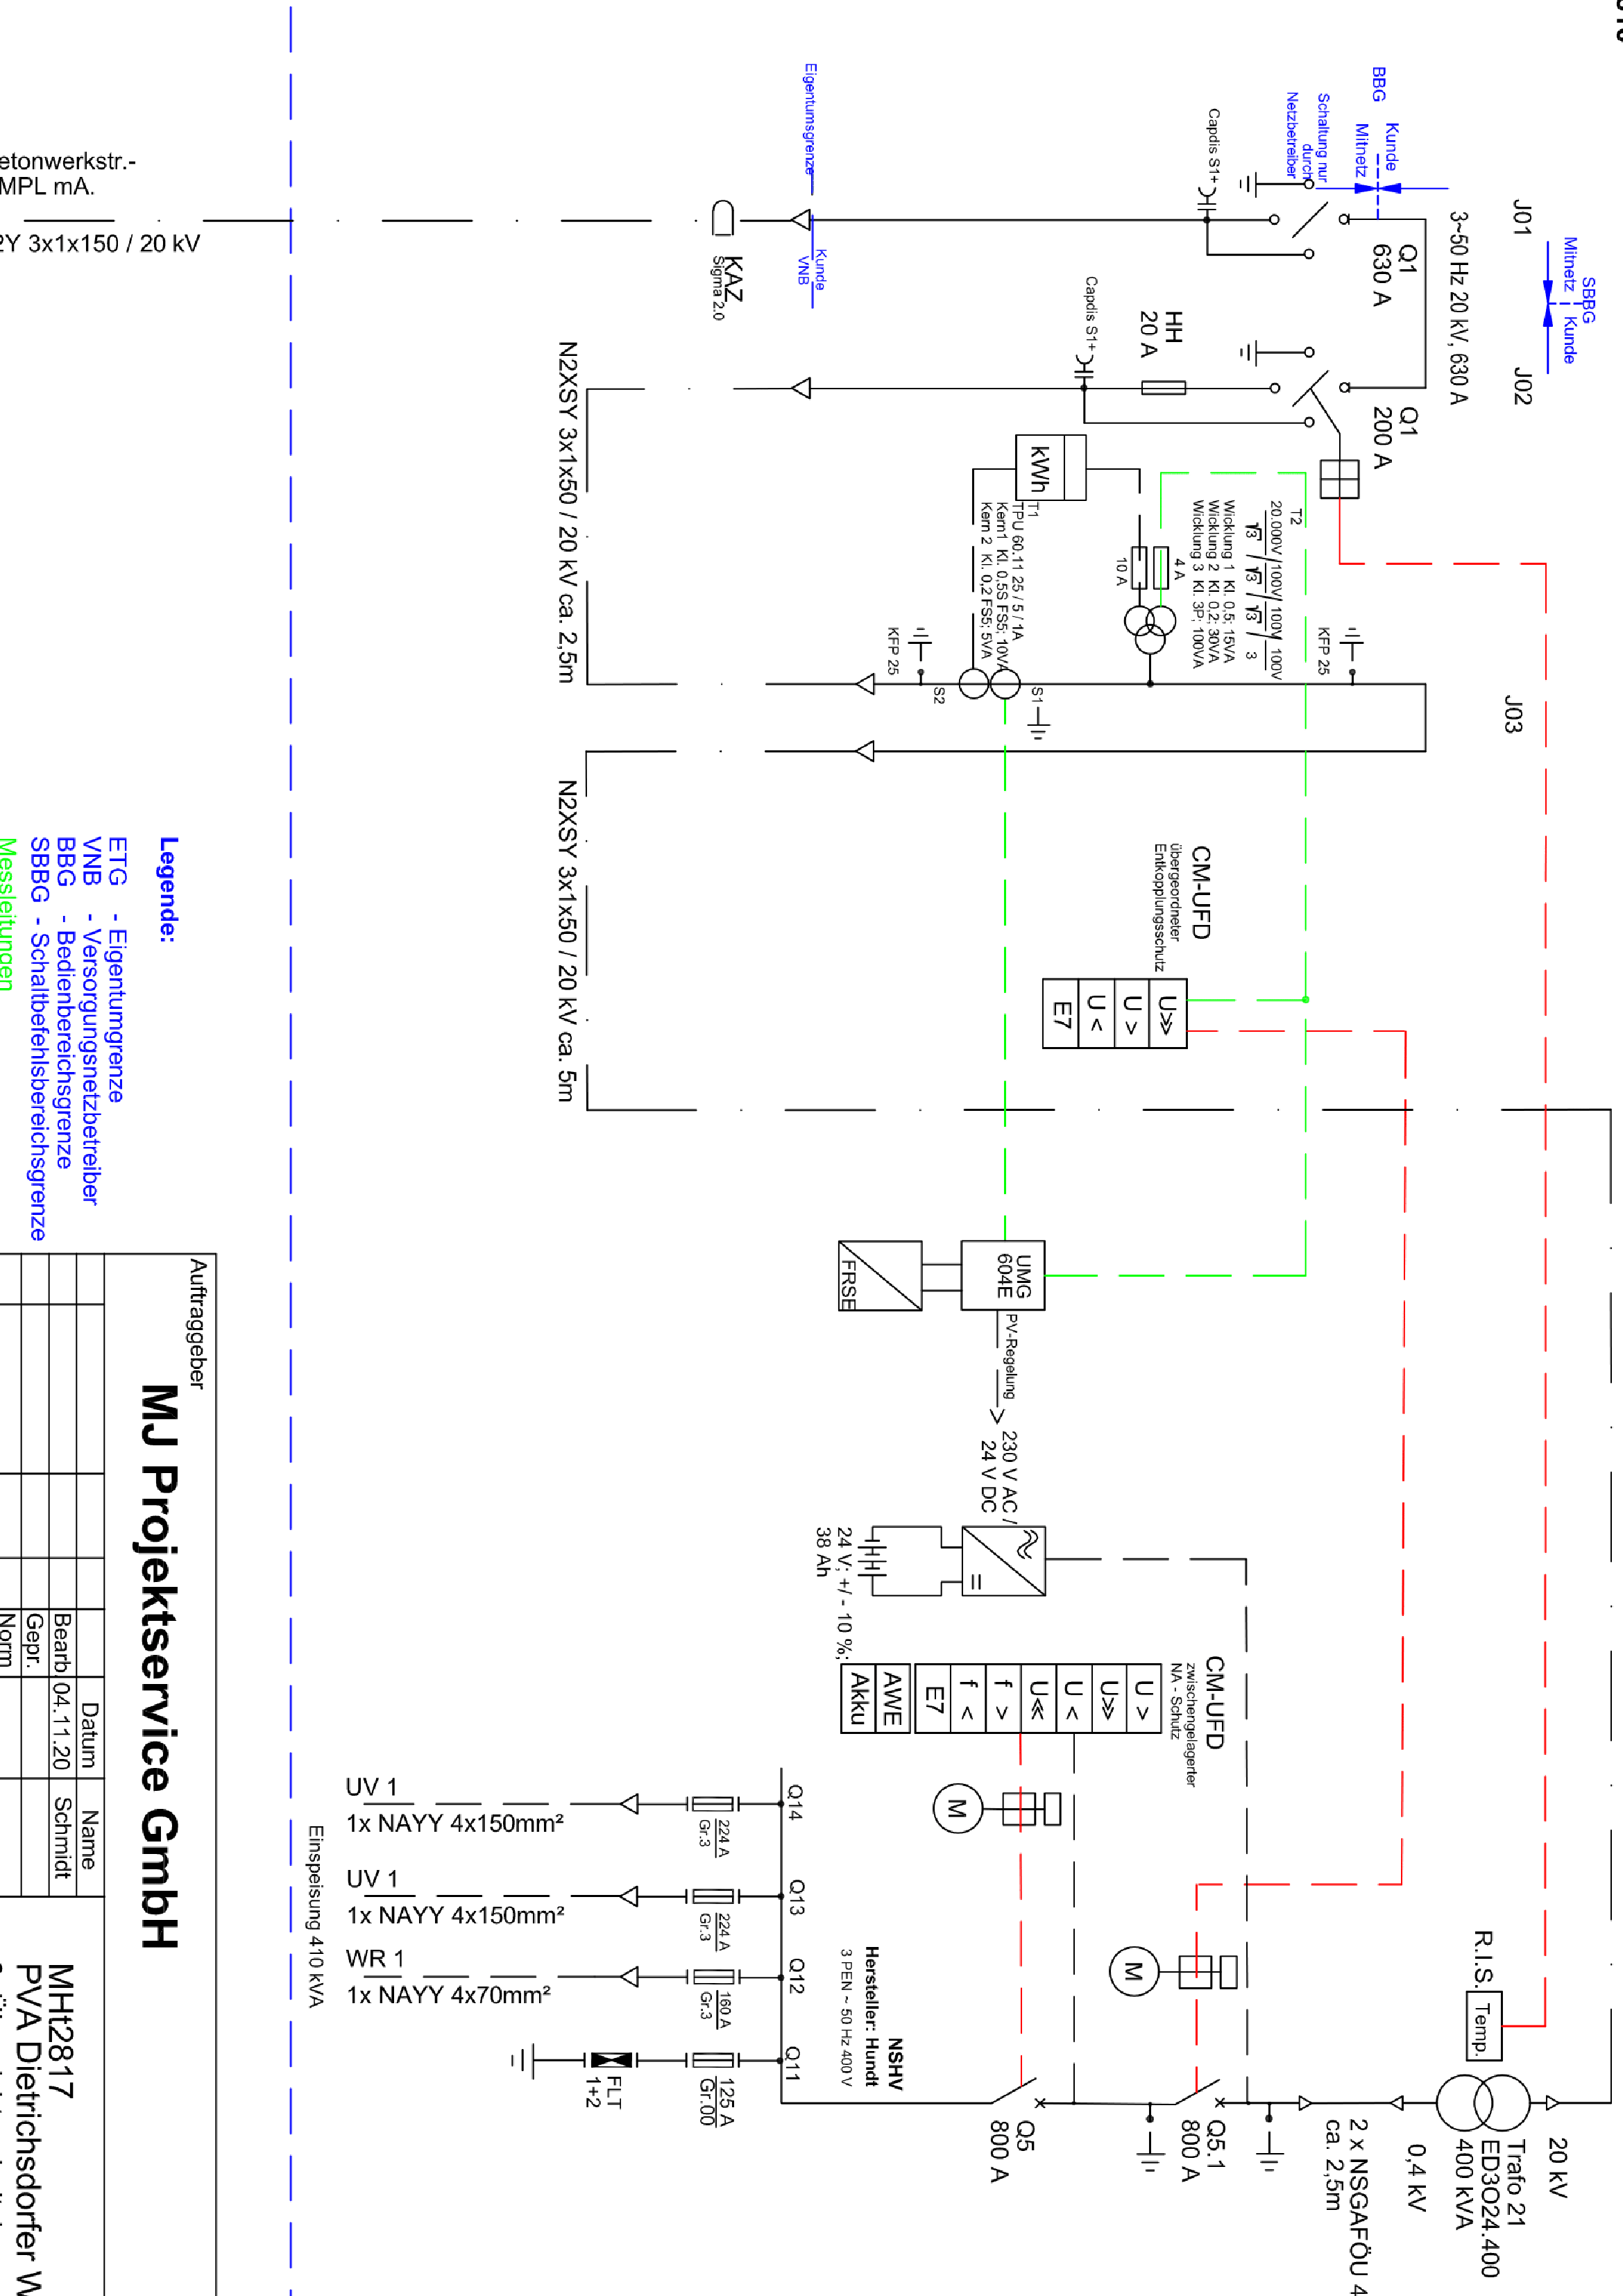 etonwerkstr.-
MPL mA.
2Y 3x1x150 / 20 kV
J01
J02
J03
SBBG
Mitnetz
Kunde
BBG
Kunde
Mitnetz
Schaltung nur
durch
Netzbetreiber
3~50 Hz 20 kV, 630 A
Q1
630 A
Q1
200 A
Capdis S1+
HH
20 A
Capdis S1+
Eigentumsgrenze
Kunde
VNB
KAZ
Sigma 2.0
kWh
T1
TPU 60.11 25 / 5 / 1A
Kern1 Kl. 0,5S FS5; 10VA
Kern 2 Kl. 0,2 FS5; 5VA
T2
20.000V/100V/100V/100V
√3 / √3 / √3 / 3
Wicklung 1 Kl. 0,5; 15VA
Wicklung 2 Kl. 0,2; 30VA
Wicklung 3 Kl. 3P; 100VA
4 A
10 A
KFP 25
KFP 25
S1
S2
N2XSY 3x1x50 / 20 kV ca. 2,5m
N2XSY 3x1x50 / 20 kV ca. 5m
CM-UFD
übergeordneter
Entkopplungsschutz
U>>
U >
U <
E7
UMG
604E
FRSE
PV-Regelung
230 V AC /
24 V DC
24 V; +/ - 10 %;
38 Ah
CM-UFD
zwischengelagerter
NA - Schutz
U >
U>>
U <
U<<
f >
f <
E7
AWE
Akku
M
M
R.I.S.
Temp.
20 kV
Trafo 21
ED3O24.400
400 kVA
0,4 kV
2 x NSGAFÖU 4
ca. 2,5m
Q5.1
800 A
Q5
800 A
NSHV
Hersteller: Hundt
3 PEN ~ 50 Hz 400 V
Q14
Q13
Q12
Q11
224 A
Gr.3
224 A
Gr.3
160 A
Gr.3
125 A
Gr.00
FLT
1+2
UV 1
1x NAYY 4x150mm²
UV 1
1x NAYY 4x150mm²
WR 1
1x NAYY 4x70mm²
Einspeisung 410 kVA
Legende:
ETG - Eigentumgrenze
VNB - Versorgungsnetzbetreiber
BBG - Bedienbereichsgrenze
SBBG - Schaltbefehlsbereichsgrenze
Messleitungen
Auftraggeber
MJ Projektservice GmbH
Datum Name
Bearb. 04.11.20 Schmidt
Gepr.
Norm
MHt2817
PVA Dietrichsdorfer W